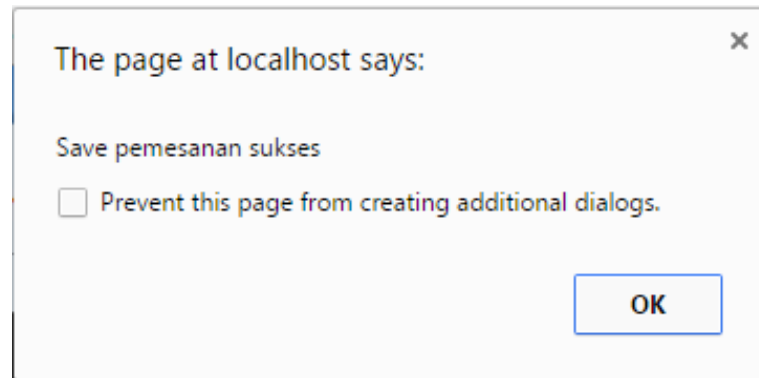 The page at localhost says:
Save pemesanan sukses
Prevent this page from creating additional dialogs.
OK